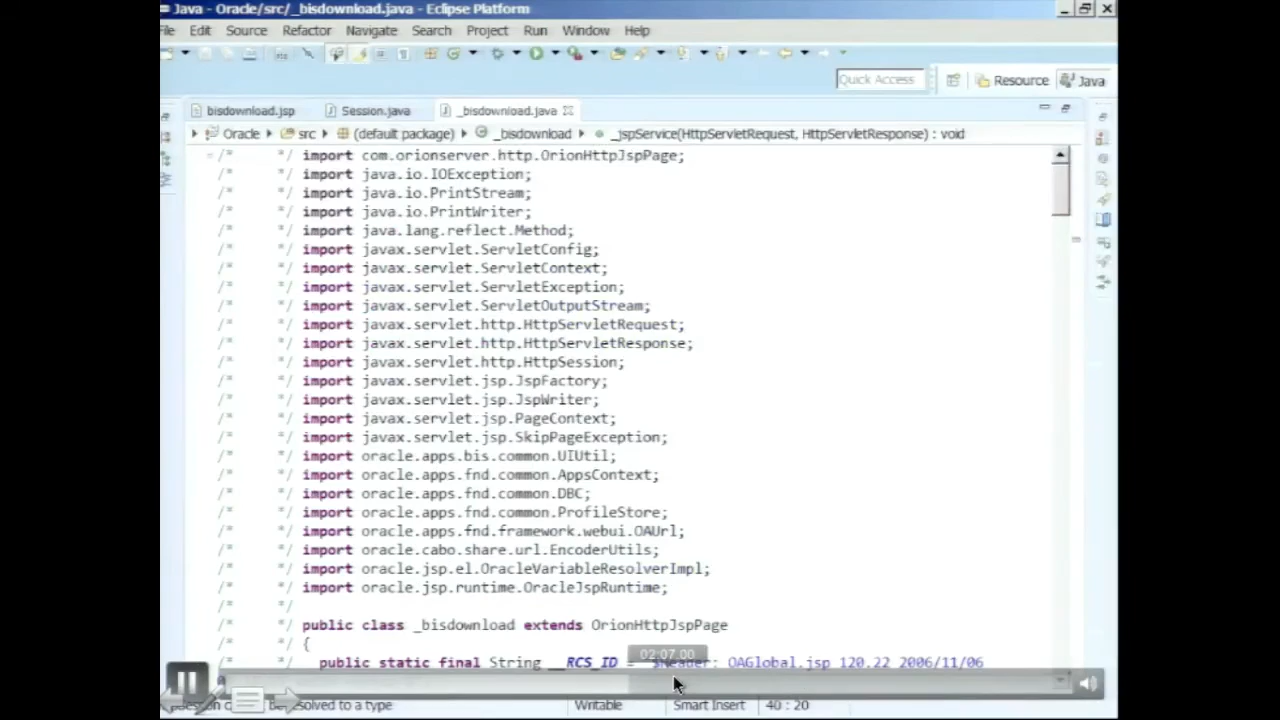 Java - Oracle/src/_bisdownload.java - Eclipse Platform
File Edit Source Refactor Navigate Search Project Run Window Help
Quick Access Resource Java
bisdownload.jsp Session.java _bisdownload.java
Oracle src (default package) _bisdownload _jspService(HttpServletRequest, HttpServletResponse) : void
/* */ import com.orionserver.http.OrionHttpJspPage;
/* */ import java.io.IOException;
/* */ import java.io.PrintStream;
/* */ import java.io.PrintWriter;
/* */ import java.lang.reflect.Method;
/* */ import javax.servlet.ServletConfig;
/* */ import javax.servlet.ServletContext;
/* */ import javax.servlet.ServletException;
/* */ import javax.servlet.ServletOutputStream;
/* */ import javax.servlet.http.HttpServletRequest;
/* */ import javax.servlet.http.HttpServletResponse;
/* */ import javax.servlet.http.HttpSession;
/* */ import javax.servlet.jsp.JspFactory;
/* */ import javax.servlet.jsp.JspWriter;
/* */ import javax.servlet.jsp.PageContext;
/* */ import javax.servlet.jsp.SkipPageException;
/* */ import oracle.apps.bis.common.UIUtil;
/* */ import oracle.apps.fnd.common.AppsContext;
/* */ import oracle.apps.fnd.common.DBC;
/* */ import oracle.apps.fnd.common.ProfileStore;
/* */ import oracle.apps.fnd.framework.webui.OAUrl;
/* */ import oracle.cabo.share.url.EncoderUtils;
/* */ import oracle.jsp.el.OracleVariableResolverImpl;
/* */ import oracle.jsp.runtime.OracleJspRuntime;
/* */
/* */ public class _bisdownload extends OrionHttpJspPage
/* */ {
/* */ public static final String __RCS_ID = "$Header: OAGlobal.jsp 120.22 2006/11/06
02:07.00
be resolved to a type Writable Smart Insert 40 : 20